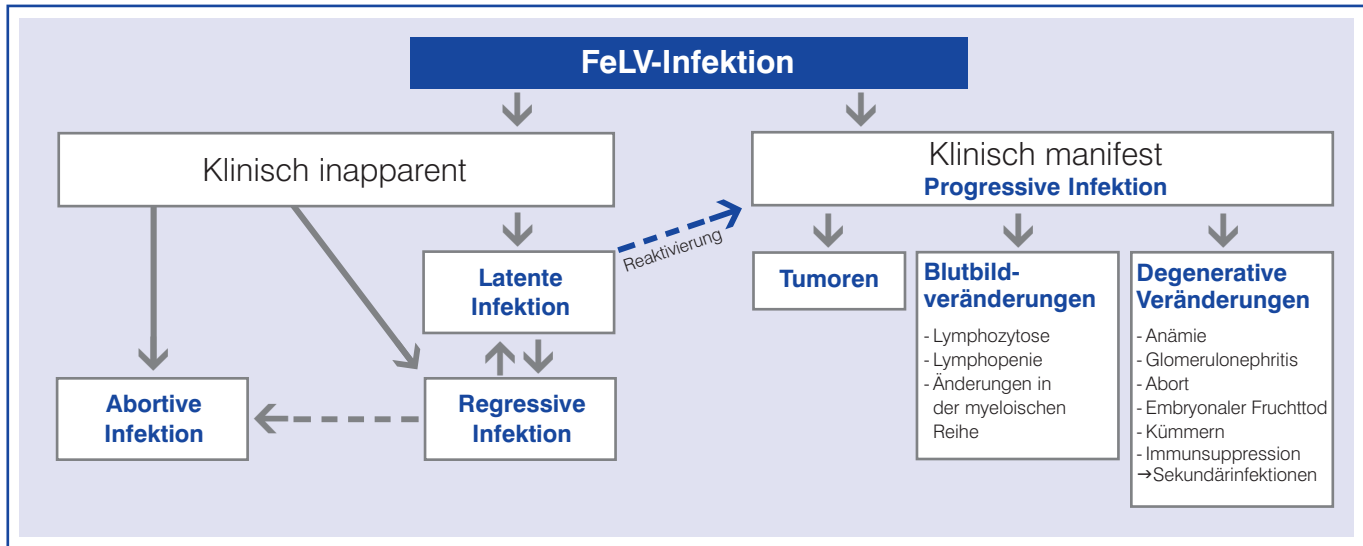 FeLV-Infektion
Klinisch inapparent
Klinisch manifest
Progressive Infektion
Reaktivierung
Latente
Infektion
Abortive
Infektion
Regressive
Infektion
Tumoren
Blutbild-
veränderungen
- Lymphozytose
- Lymphopenie
- Änderungen in
der myeloischen
Reihe
Degenerative
Veränderungen
- Anämie
- Glomerulonephritis
- Abort
- Embryonaler Fruchttod
- Kümmern
- Immunsuppression
→Sekundärinfektionen